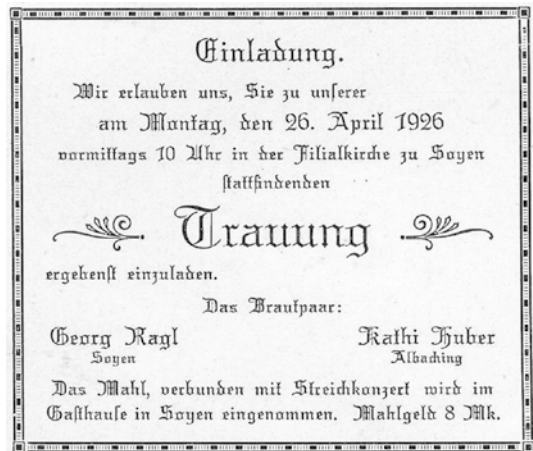 Einladung.
Wir erlauben uns, Sie zu unserer
am Montag, den 26. April 1926
vormittags 10 Uhr in der Filialkirche zu Soyen
stattfindenden
Trauung
ergebenst einzuladen.
Das Brautpaar:
Georg Ragl Kathi Huber
Soyen Albaching
Das Mahl, verbunden mit Streichkonzert wird im
Gasthause in Soyen eingenommen. Mahlgeld 8 Mk.